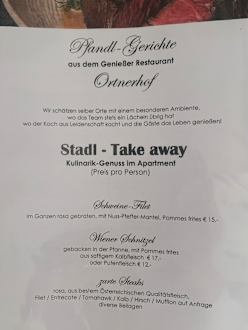 Pfandl-Gerichte
aus dem Genießer Restaurant
Ortnerhof
Wir schätzen selber Orte mit einem besonderen Ambiente,
wo das Team stets ein Lächeln übrig hat
wo der Koch aus Leidenschaft kocht und die Gäste das Leben genießen!
Stadl - Take away
Kulinarik-Genuss im Apartment
(Preis pro Person)
Schweine-Filet
im Ganzen rosa gebraten, mit Nuss-Pfeffer-Mantel, Pommes frites € 15,-
Wiener Schnitzel
gebacken in der Pfanne, mit Pommes frites
aus saftigem Kalbfleisch € 17,-
oder Putenfleisch € 12,-
zarte Steaks
rosa, aus bestem Österreichischen Qualitätsfleisch,
Filet / Entrecote / Tomahawk / Kalb / Hirsch / Mufflon auf Anfrage
diverse Beilagen